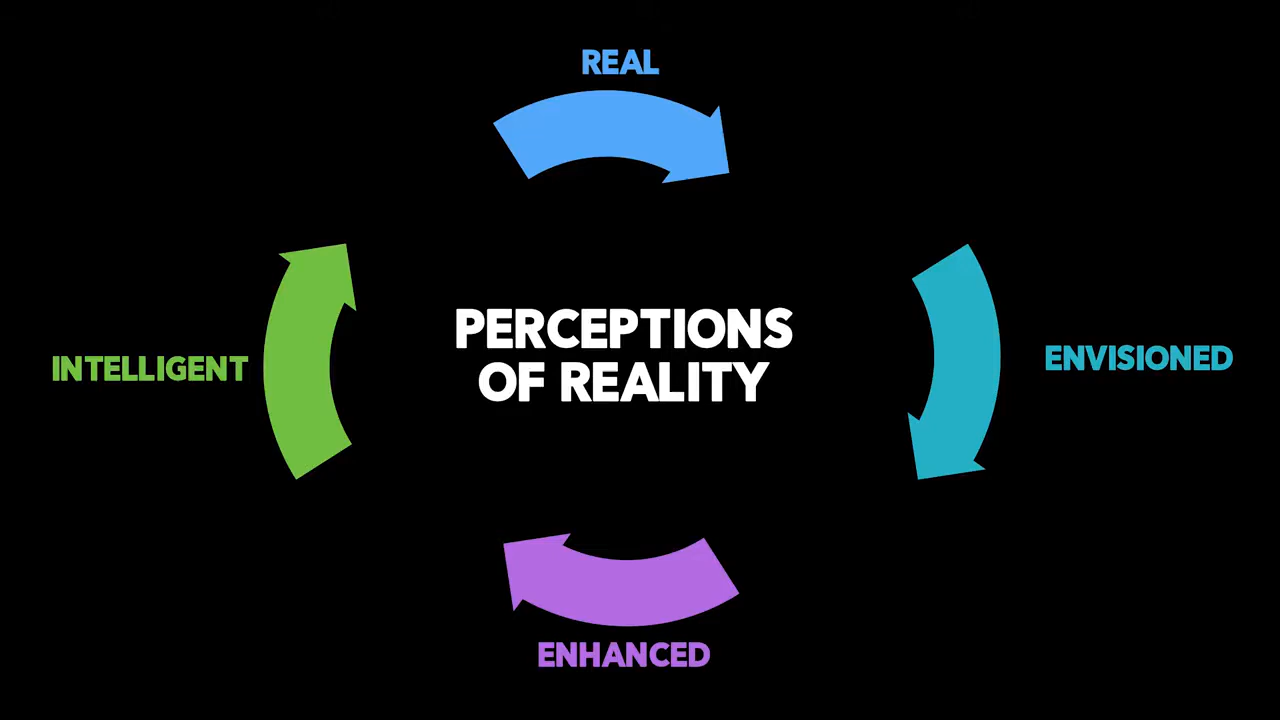 REAL
PERCEPTIONS
OF REALITY
ENVISIONED
INTELLIGENT
ENHANCED